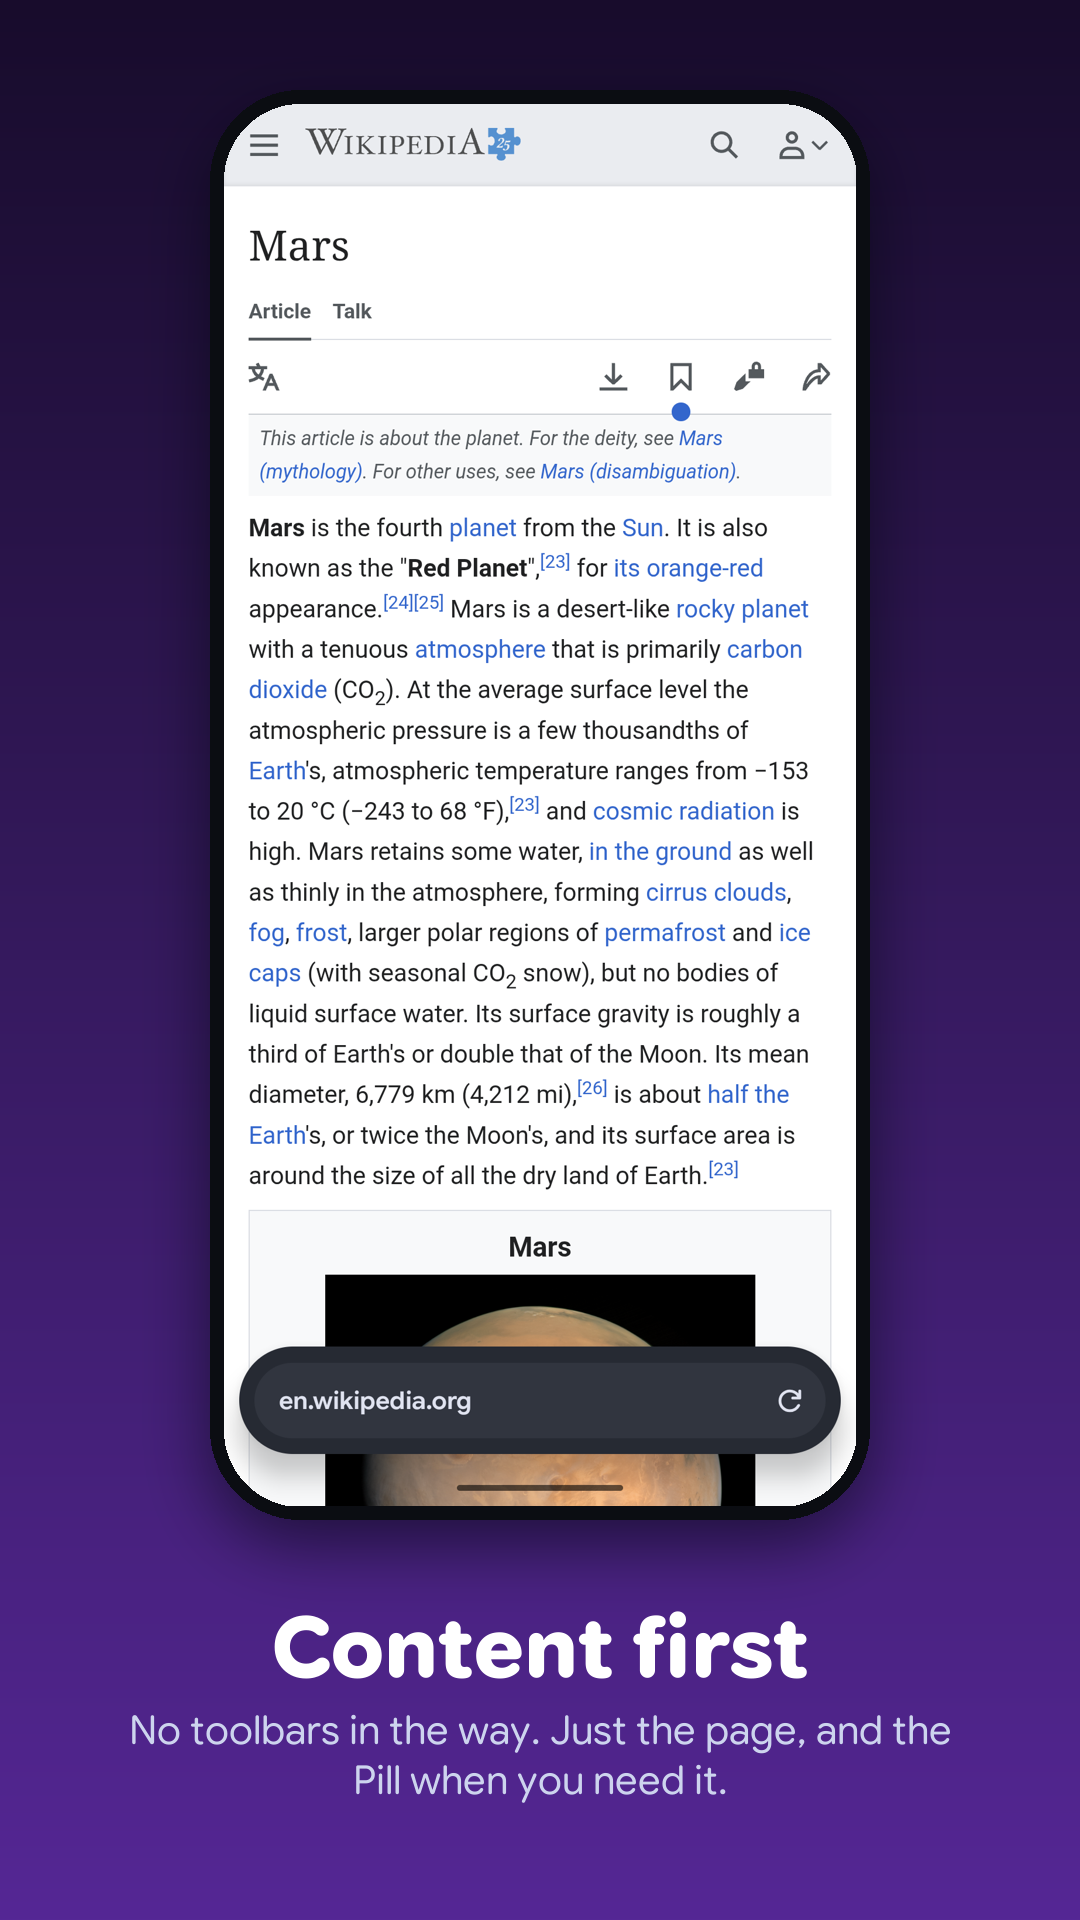 WIKIPEDIA 25
Mars
Article Talk
This article is about the planet. For the deity, see Mars
(mythology). For other uses, see Mars (disambiguation).
Mars is the fourth planet from the Sun. It is also
known as the "Red Planet",[23] for its orange-red
appearance.[24][25] Mars is a desert-like rocky planet
with a tenuous atmosphere that is primarily carbon
dioxide (CO2). At the average surface level the
atmospheric pressure is a few thousandths of
Earth's, atmospheric temperature ranges from −153
to 20 °C (−243 to 68 °F),[23] and cosmic radiation is
high. Mars retains some water, in the ground as well
as thinly in the atmosphere, forming cirrus clouds,
fog, frost, larger polar regions of permafrost and ice
caps (with seasonal CO2 snow), but no bodies of
liquid surface water. Its surface gravity is roughly a
third of Earth's or double that of the Moon. Its mean
diameter, 6,779 km (4,212 mi),[26] is about half the
Earth's, or twice the Moon's, and its surface area is
around the size of all the dry land of Earth.[23]
Mars
en.wikipedia.org
Content first
No toolbars in the way. Just the page, and the
Pill when you need it.